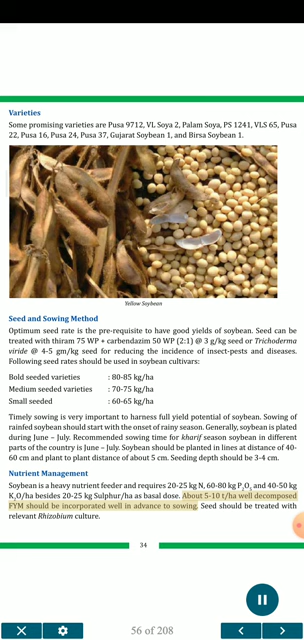 Varieties
Some promising varieties are Pusa 9712, VL Soya 2, Palam Soya, PS 1241, VLS 65, Pusa
22, Pusa 16, Pusa 24, Pusa 37, Gujarat Soybean 1, and Birsa Soybean 1.
Yellow Soybean
Seed and Sowing Method
Optimum seed rate is the pre-requisite to have good yields of soybean. Seed can be
treated with thiram 75 WP + carbendazim 50 WP (2:1) @ 3 g/kg seed or Trichoderma
viride @ 4-5 gm/kg seed for reducing the incidence of insect-pests and diseases.
Following seed rates should be used in soybean cultivars:
Bold seeded varieties : 80-85 kg/ha
Medium seeded varieties : 70-75 kg/ha
Small seeded : 60-65 kg/ha
Timely sowing is very important to harness full yield potential of soybean. Sowing of
rainfed soybean should start with the onset of rainy season. Generally, soybean is plated
during June – July. Recommended sowing time for kharif season soybean in different
parts of the country is June – July. Soybean should be planted in lines at distance of 40-
60 cm and plant to plant distance of about 5 cm. Seeding depth should be 3-4 cm.
Nutrient Management
Soybean is a heavy nutrient feeder and requires 20-25 kg N, 60-80 kg P₂O₅ and 40-50 kg
K₂O/ha besides 20-25 kg Sulphur/ha as basal dose. About 5-10 t/ha well decomposed
FYM should be incorporated well in advance to sowing. Seed should be treated with
relevant Rhizobium culture.
34
56 of 208